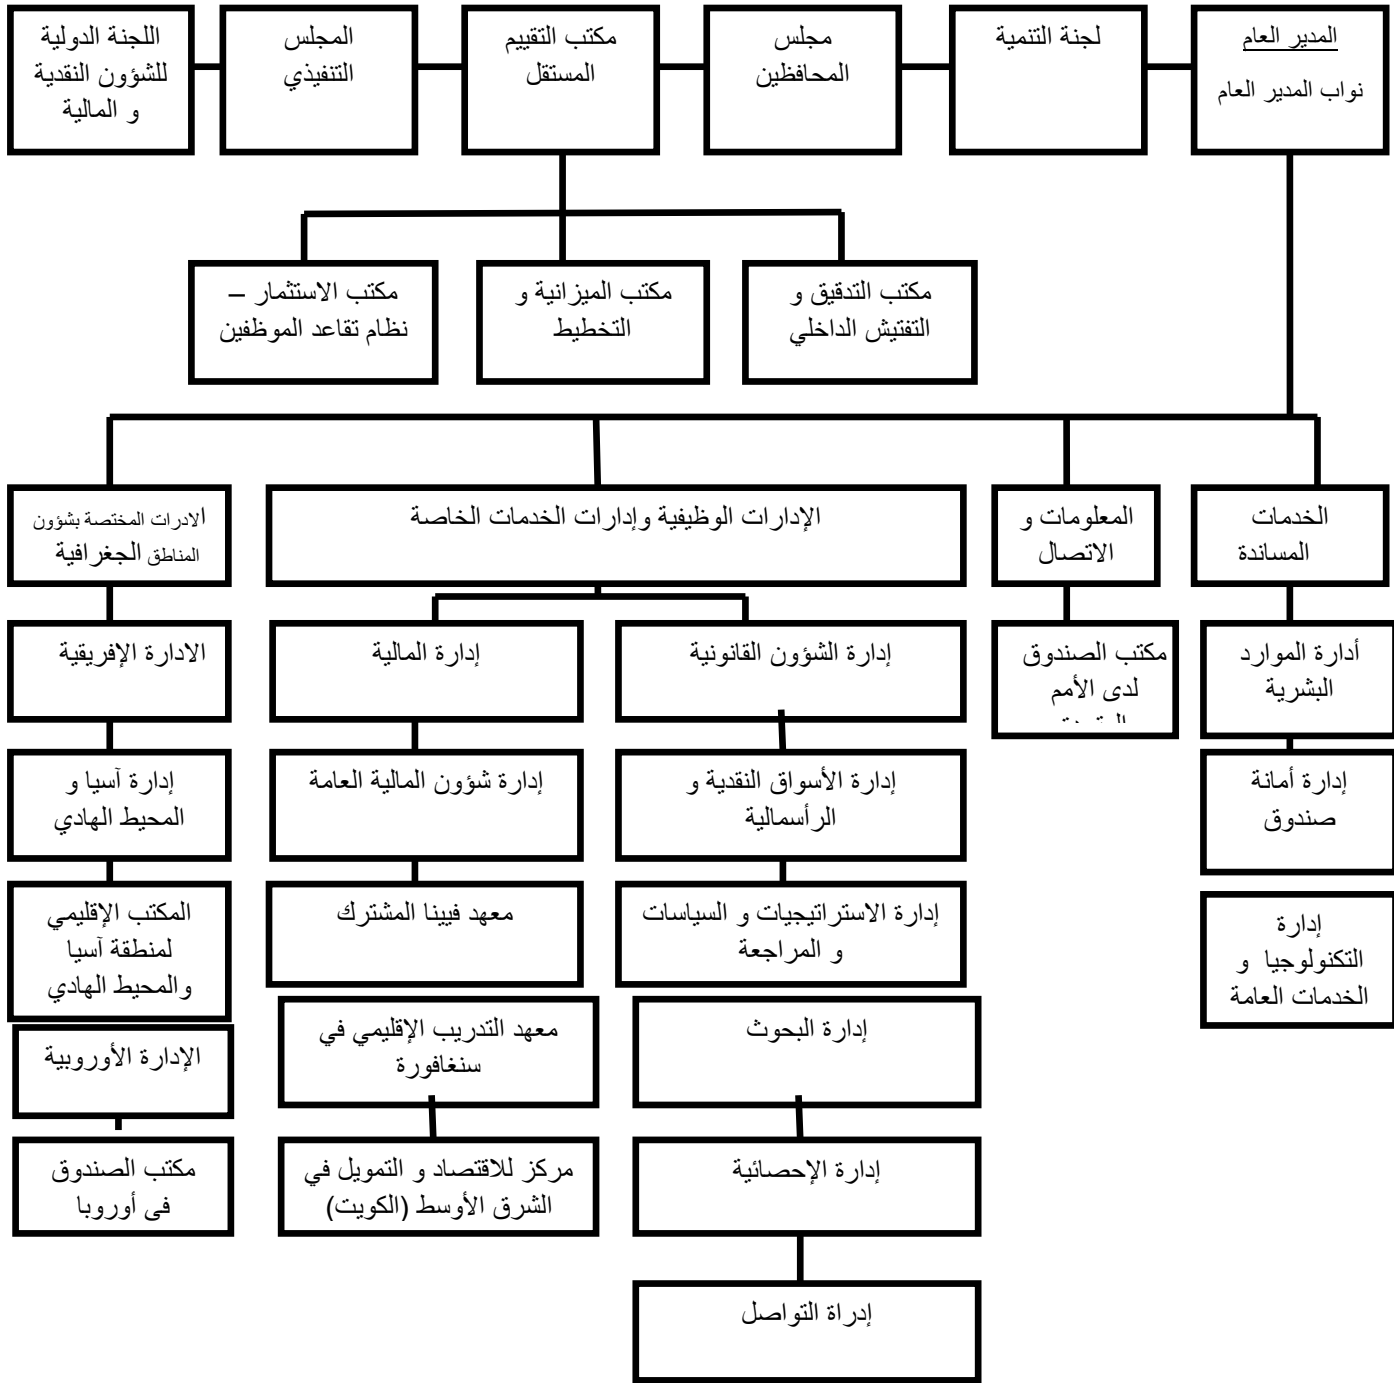 المدير العام
نواب المدير العام
لجنة التنمية
مجلس
المحافظين
مكتب التقييم
المستقل
المجلس
التنفيذي
اللجنة الدولية
للشؤون النقدية
و المالية
مكتب التدقيق و
التفتيش الداخلي
مكتب الميزانية و
التخطيط
مكتب الاستثمار –
نظام تقاعد الموظفين
الخدمات
المساندة
المعلومات و
الاتصال
الإدارات الوظيفية وإدارات الخدمات الخاصة
الادرات المختصة بشؤون
المناطق الجغرافية
أدارة الموارد
البشرية
مكتب الصندوق
لدى الأمم
إدارة الشؤون القانونية
إدارة المالية
الادارة الإفريقية
إدارة أمانة
صندوق
إدارة الأسواق النقدية و
الرأسمالية
إدارة شؤون المالية العامة
إدارة آسيا و
المحيط الهادي
إدارة
التكنولوجيا و
الخدمات العامة
إدارة الاستراتيجيات و السياسات
و المراجعة
معهد فيينا المشترك
المكتب الإقليمي
لمنطقة آسيا
والمحيط الهادي
إدارة البحوث
معهد التدريب الإقليمي في
سنغافورة
الإدارة الأوروبية
إدارة الإحصائية
مركز للاقتصاد و التمويل في
الشرق الأوسط (الكويت)
مكتب الصندوق
فى أوروبا
إدراة التواصل